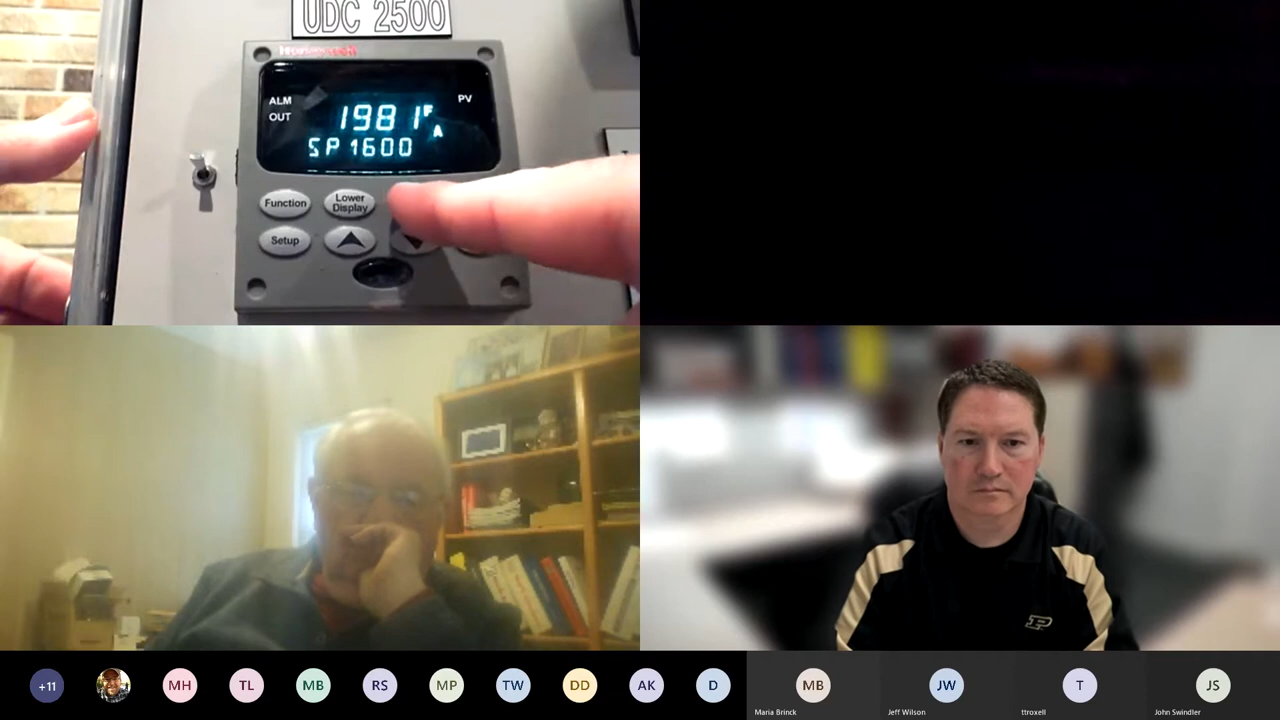 UDC 2500
Honeywell
ALM
PV
OUT
1981 F
A
SP 1600
Function
Lower
Display
Setup
P
+11
MH
TL
MB
RS
MP
TW
DD
AK
D
MB
JW
T
JS
Maria Brinck
Jeff Wilson
ttroxell
John Swindler